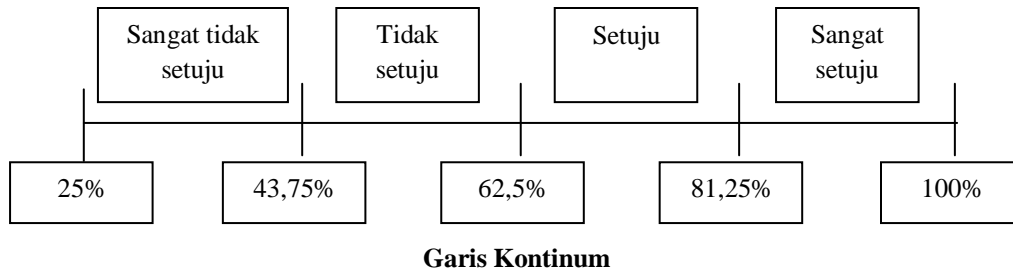 Sangat tidak
setuju
Tidak
setuju
Setuju
Sangat
setuju
25%
43,75%
62,5%
81,25%
100%
Garis Kontinum